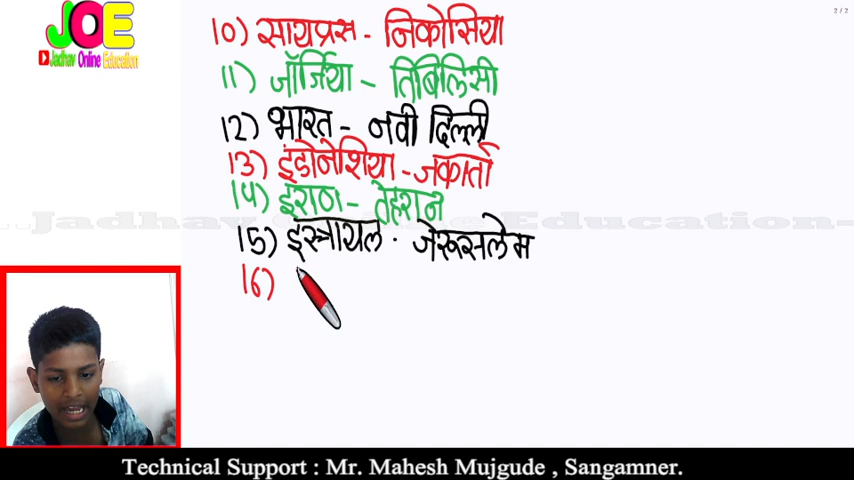 JOE
Jadhav Online Education
2/2
10) सायप्रस - निकोसिया
11) जॉर्जिया - तिबिलिसी
12) भारत - नवी दिल्ली
13) इंडोनेशिया - जकार्ता
14) इराण - तेहरान
15) इस्त्रायल - जेरूसलेम
16)
Technical Support : Mr. Mahesh Mujgude , Sangamner.